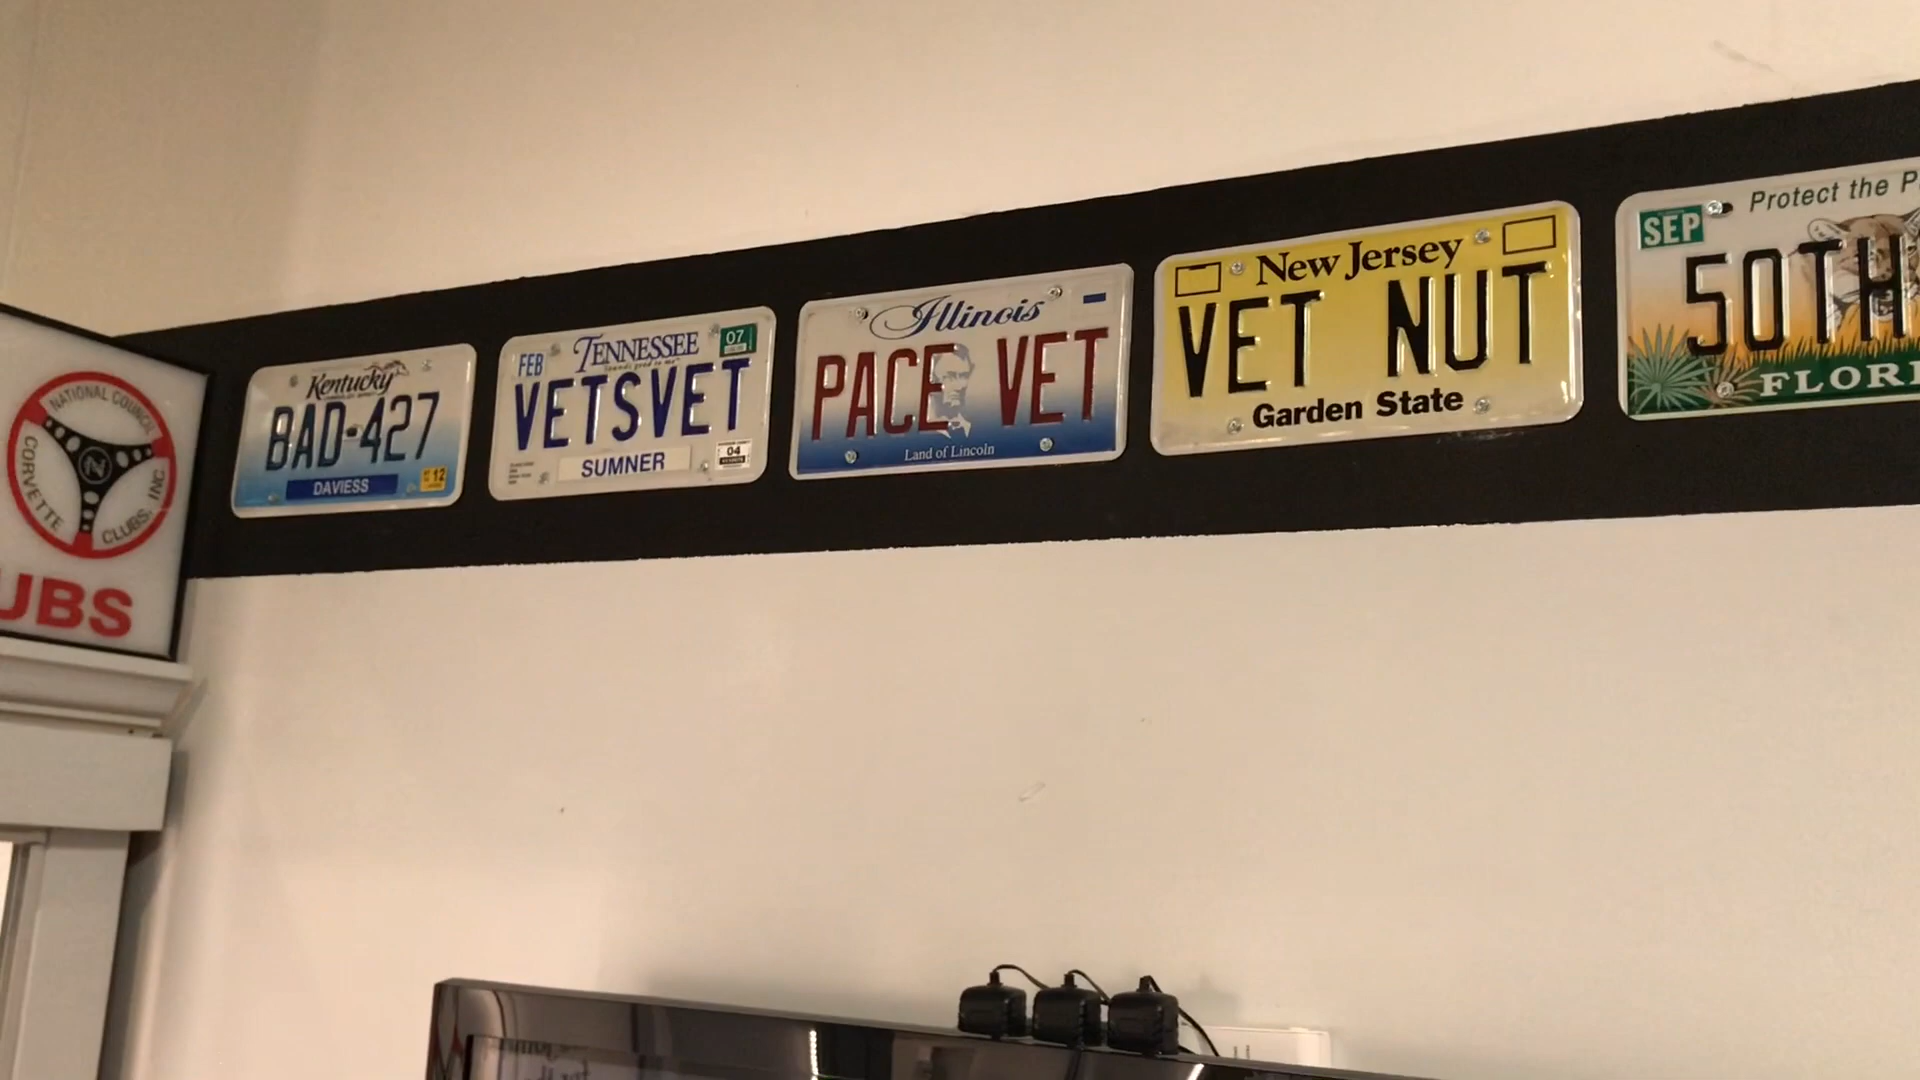 NATIONAL COUNCIL
CORVETTE
CLUBS, INC
UBS
Kentucky
BAD-427
DAVIESS
12
FEB
TENNESSEE
07
VETSVET
SUMNER
04
Illinois
PACE VET
Land of Lincoln
New Jersey
VET NUT
Garden State
SEP
Protect the P
50TH
FLORI